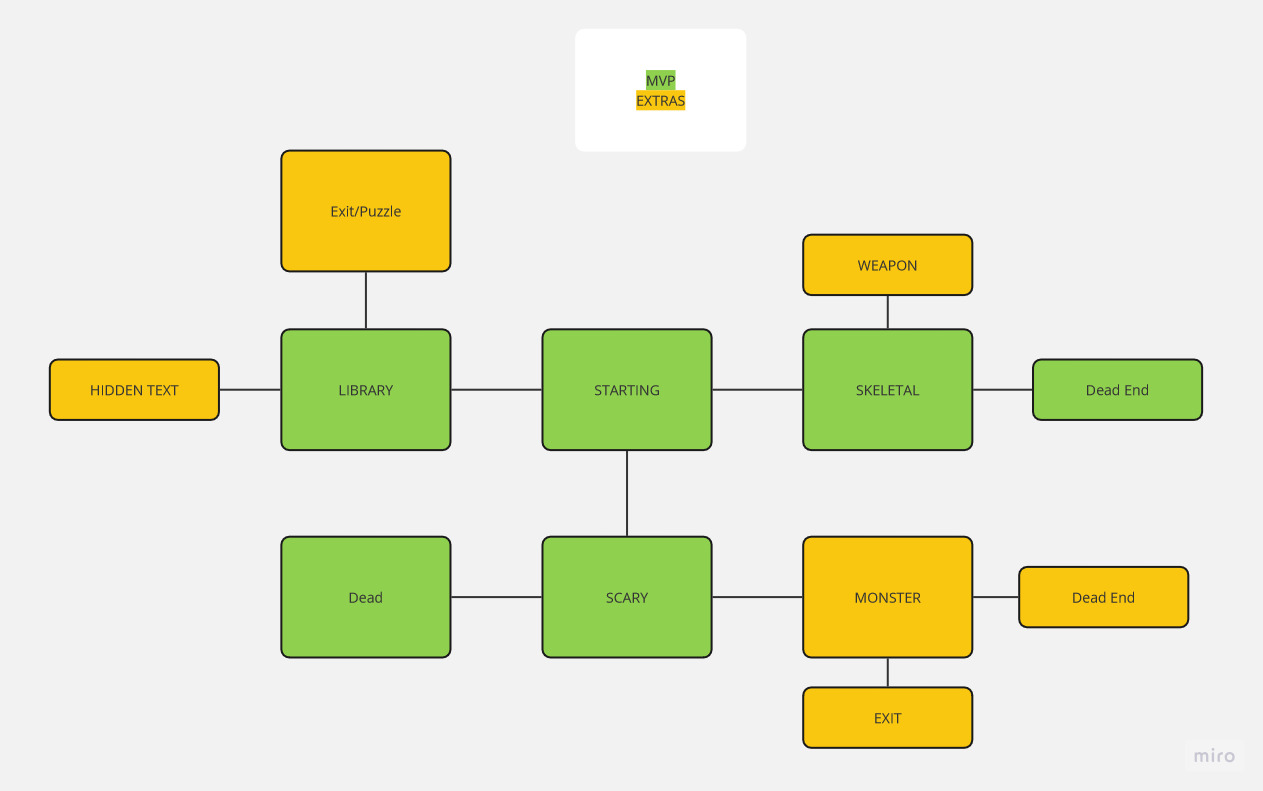 MVP
EXTRAS
Exit/Puzzle
WEAPON
HIDDEN TEXT
LIBRARY
STARTING
SKELETAL
Dead End
Dead
SCARY
MONSTER
Dead End
EXIT
miro